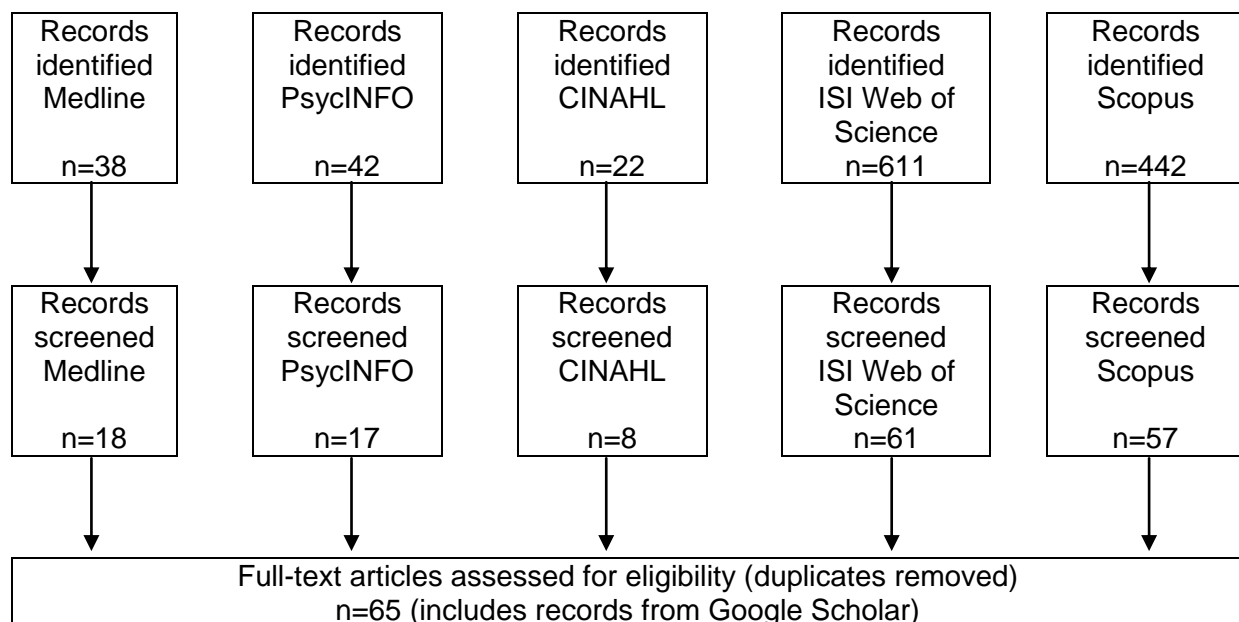 Records
identified
Medline
n=38
Records
identified
PsycINFO
n=42
Records
identified
CINAHL
n=22
Records
identified
ISI Web of
Science
n=611
Records
identified
Scopus
n=442
Records
screened
Medline
n=18
Records
screened
PsycINFO
n=17
Records
screened
CINAHL
n=8
Records
screened
ISI Web of
Science
n=61
Records
screened
Scopus
n=57
Full-text articles assessed for eligibility (duplicates removed)
n=65 (includes records from Google Scholar)